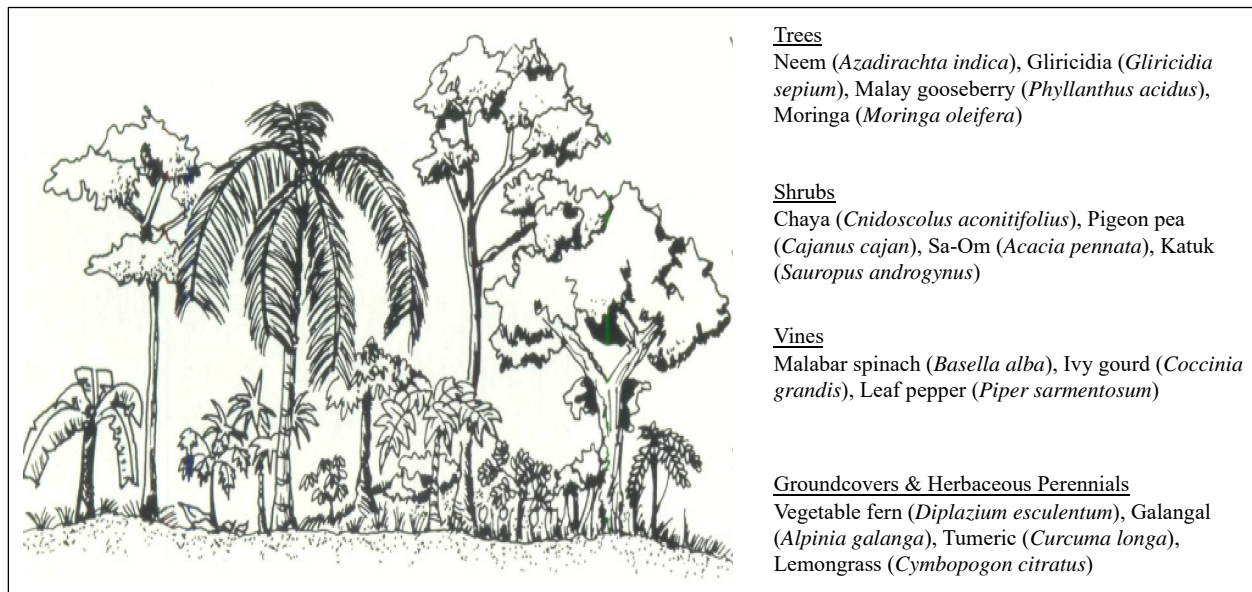 Trees
Neem (Azadirachta indica), Gliricidia (Gliricidia
sepium), Malay gooseberry (Phyllanthus acidus),
Moringa (Moringa oleifera)
Shrubs
Chaya (Cnidoscolus aconitifolius), Pigeon pea
(Cajanus cajan), Sa-Om (Acacia pennata), Katuk
(Sauropus androgynus)
Vines
Malabar spinach (Basella alba), Ivy gourd (Coccinia
grandis), Leaf pepper (Piper sarmentosum)
Groundcovers & Herbaceous Perennials
Vegetable fern (Diplazium esculentum), Galangal
(Alpinia galanga), Tumeric (Curcuma longa),
Lemongrass (Cymbopogon citratus)